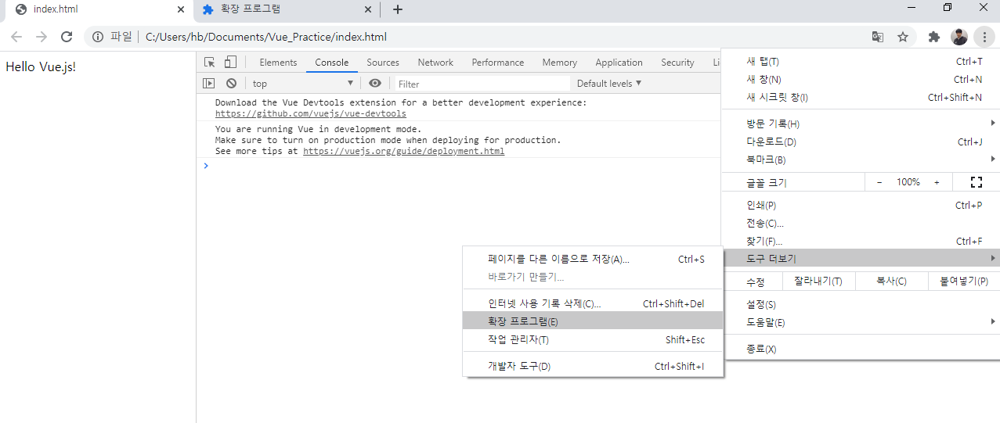 index.html
확장 프로그램
파일 C:/Users/hb/Documents/Vue_Practice/index.html
Hello Vue.js!
Elements Console Sources Network Performance Memory Application Security Li
top Filter Default levels
Download the Vue Devtools extension for a better development experience:
https://github.com/vuejs/vue-devtools
You are running Vue in development mode.
Make sure to turn on production mode when deploying for production.
See more tips at https://vuejs.org/guide/deployment.html
새 탭(T) Ctrl+T
새 창(N) Ctrl+N
새 시크릿 창(I) Ctrl+Shift+N
방문 기록(H)
다운로드(D) Ctrl+J
북마크(B)
글꼴 크기 − 100% +
인쇄(P) Ctrl+P
전송(C)...
찾기(F)... Ctrl+F
도구 더보기
수정 잘라내기(T) 복사(C) 붙여넣기(P)
설정(S)
도움말(E)
종료(X)
페이지를 다른 이름으로 저장(A)... Ctrl+S
바로가기 만들기...
인터넷 사용 기록 삭제(C)... Ctrl+Shift+Del
확장 프로그램(E)
작업 관리자(T) Shift+Esc
개발자 도구(D) Ctrl+Shift+I